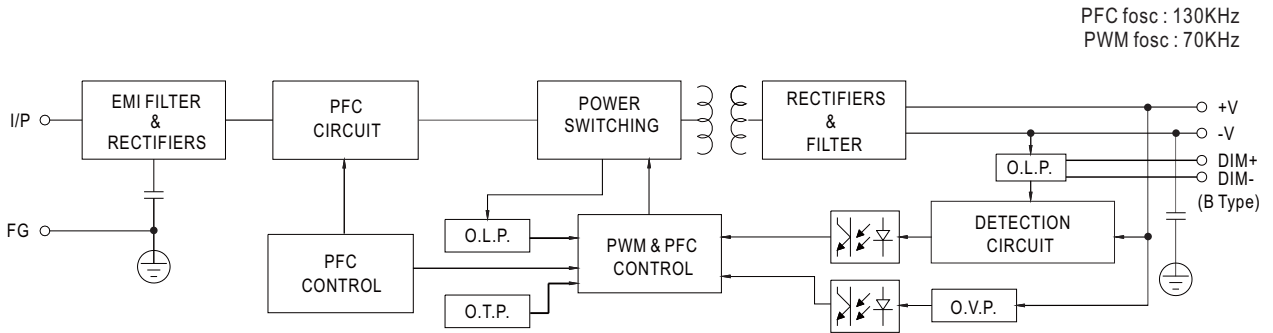 PFC fosc : 130KHz
PWM fosc : 70KHz
I/P
EMI FILTER
&
RECTIFIERS
PFC
CIRCUIT
POWER
SWITCHING
RECTIFIERS
&
FILTER
+V
-V
DIM+
DIM-
(B Type)
O.L.P.
FG
O.L.P.
PFC
CONTROL
PWM & PFC
CONTROL
DETECTION
CIRCUIT
O.T.P.
O.V.P.